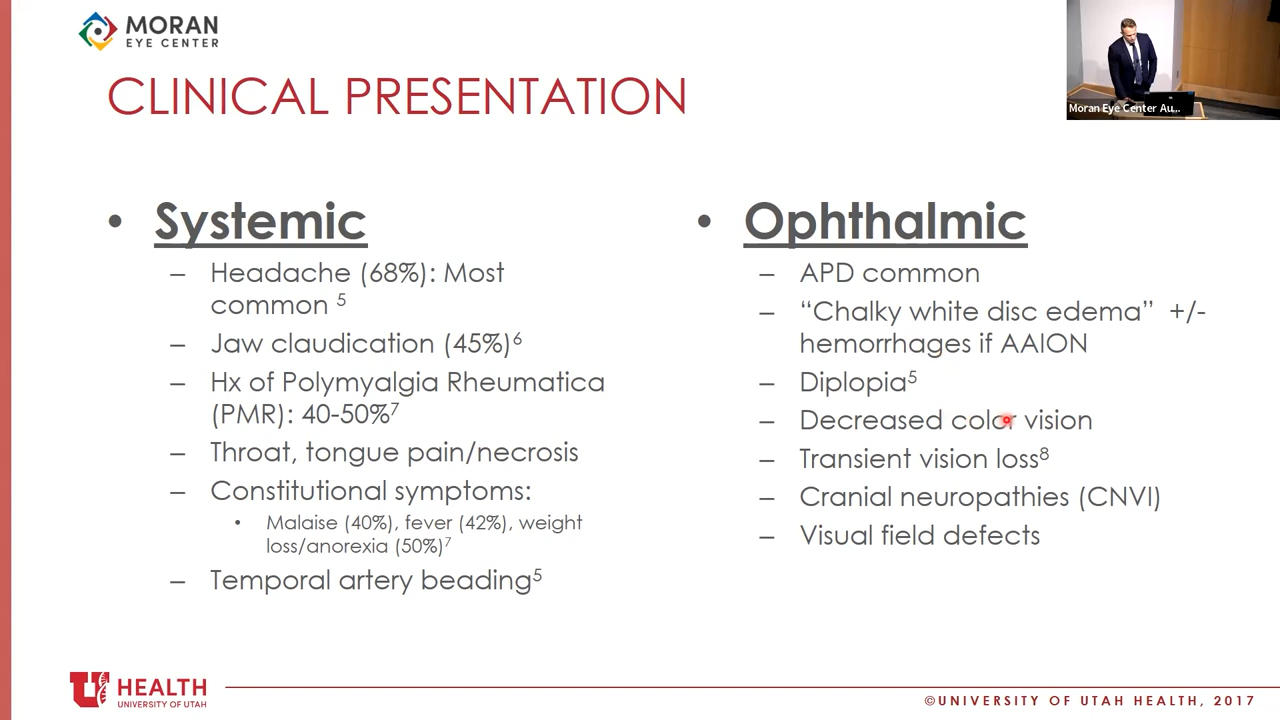 MORAN
EYE CENTER
CLINICAL PRESENTATION
Moran Eye Center Au...
• Systemic
– Headache (68%): Most
common 5
– Jaw claudication (45%)6
– Hx of Polymyalgia Rheumatica
(PMR): 40-50%7
– Throat, tongue pain/necrosis
– Constitutional symptoms:
• Malaise (40%), fever (42%), weight
loss/anorexia (50%)7
– Temporal artery beading5
• Ophthalmic
– APD common
– “Chalky white disc edema” +/-
hemorrhages if AAION
– Diplopia5
– Decreased color vision
– Transient vision loss8
– Cranial neuropathies (CNVI)
– Visual field defects
U HEALTH
UNIVERSITY OF UTAH
©UNIVERSITY OF UTAH HEALTH, 2017